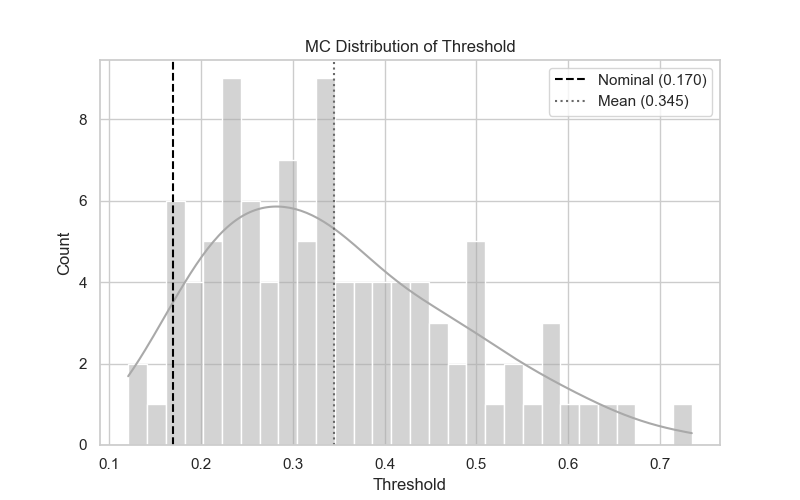 MC Distribution of Threshold
Nominal (0.170)
Mean (0.345)
8
6
4
2
0
Count
0.1 0.2 0.3 0.4 0.5 0.6 0.7
Threshold